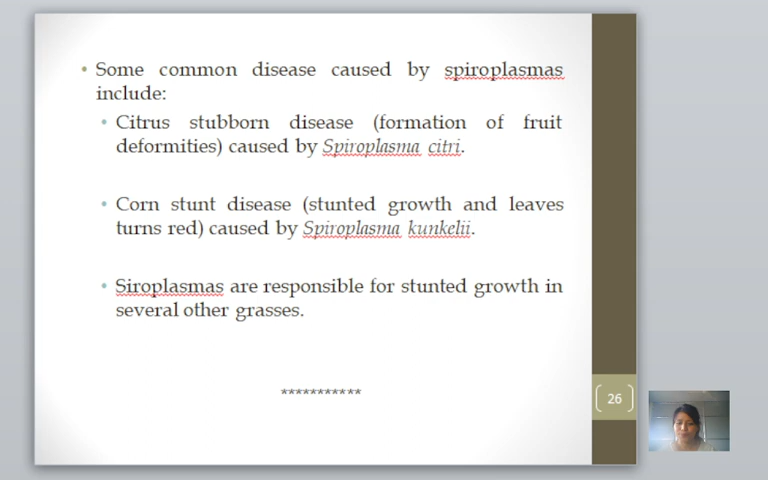 • Some common disease caused by spiroplasmas
include:
• Citrus stubborn disease (formation of fruit
deformities) caused by Spiroplasma citri.
• Corn stunt disease (stunted growth and leaves
turns red) caused by Spiroplasma kunkelii.
• Siroplasmas are responsible for stunted growth in
several other grasses.
***********
26